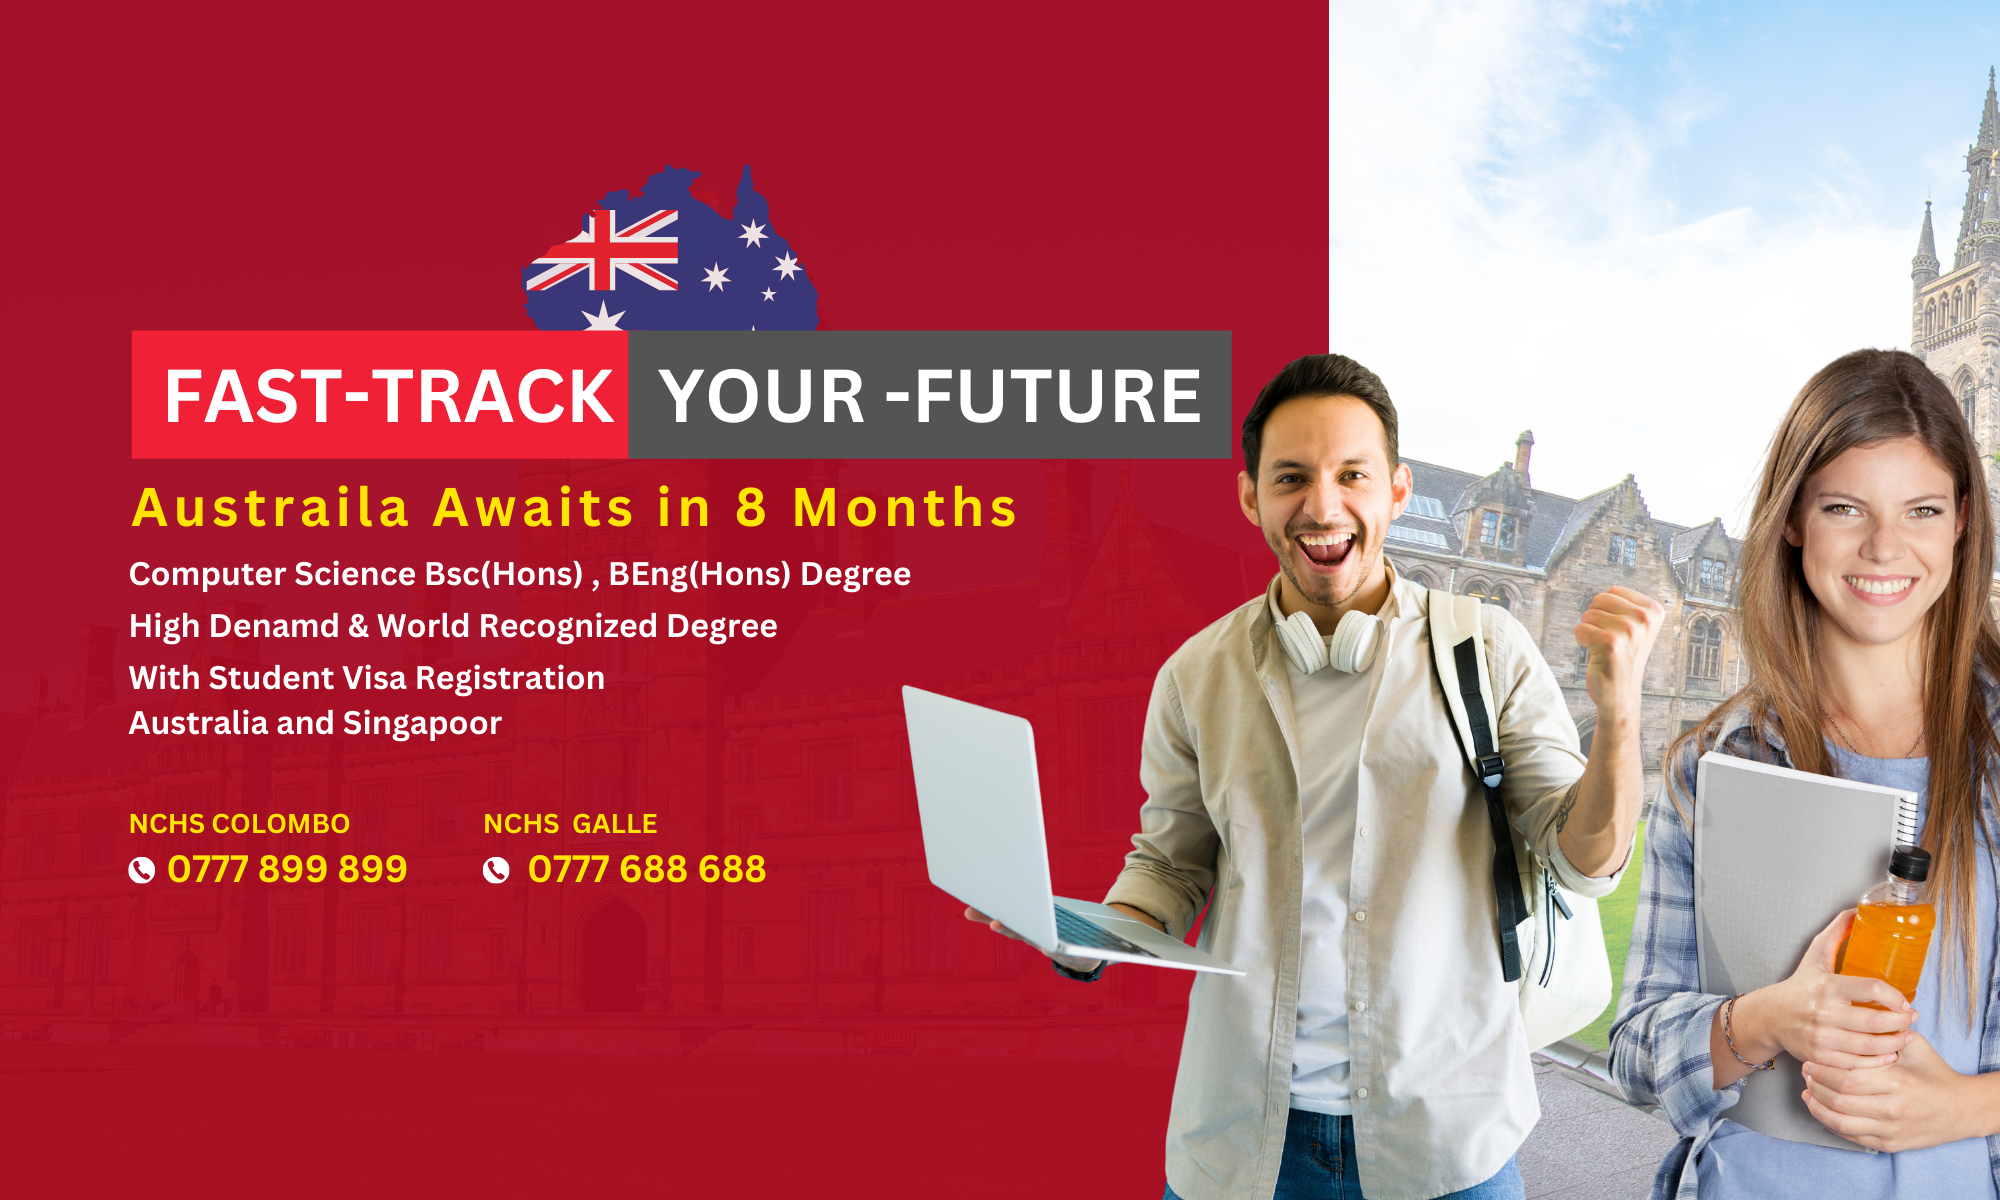 FAST-TRACK YOUR -FUTURE
Austraila Awaits in 8 Months
Computer Science Bsc(Hons) , BEng(Hons) Degree
High Denamd & World Recognized Degree
With Student Visa Registration
Australia and Singapoor
NCHS COLOMBO NCHS GALLE
0777 899 899 0777 688 688